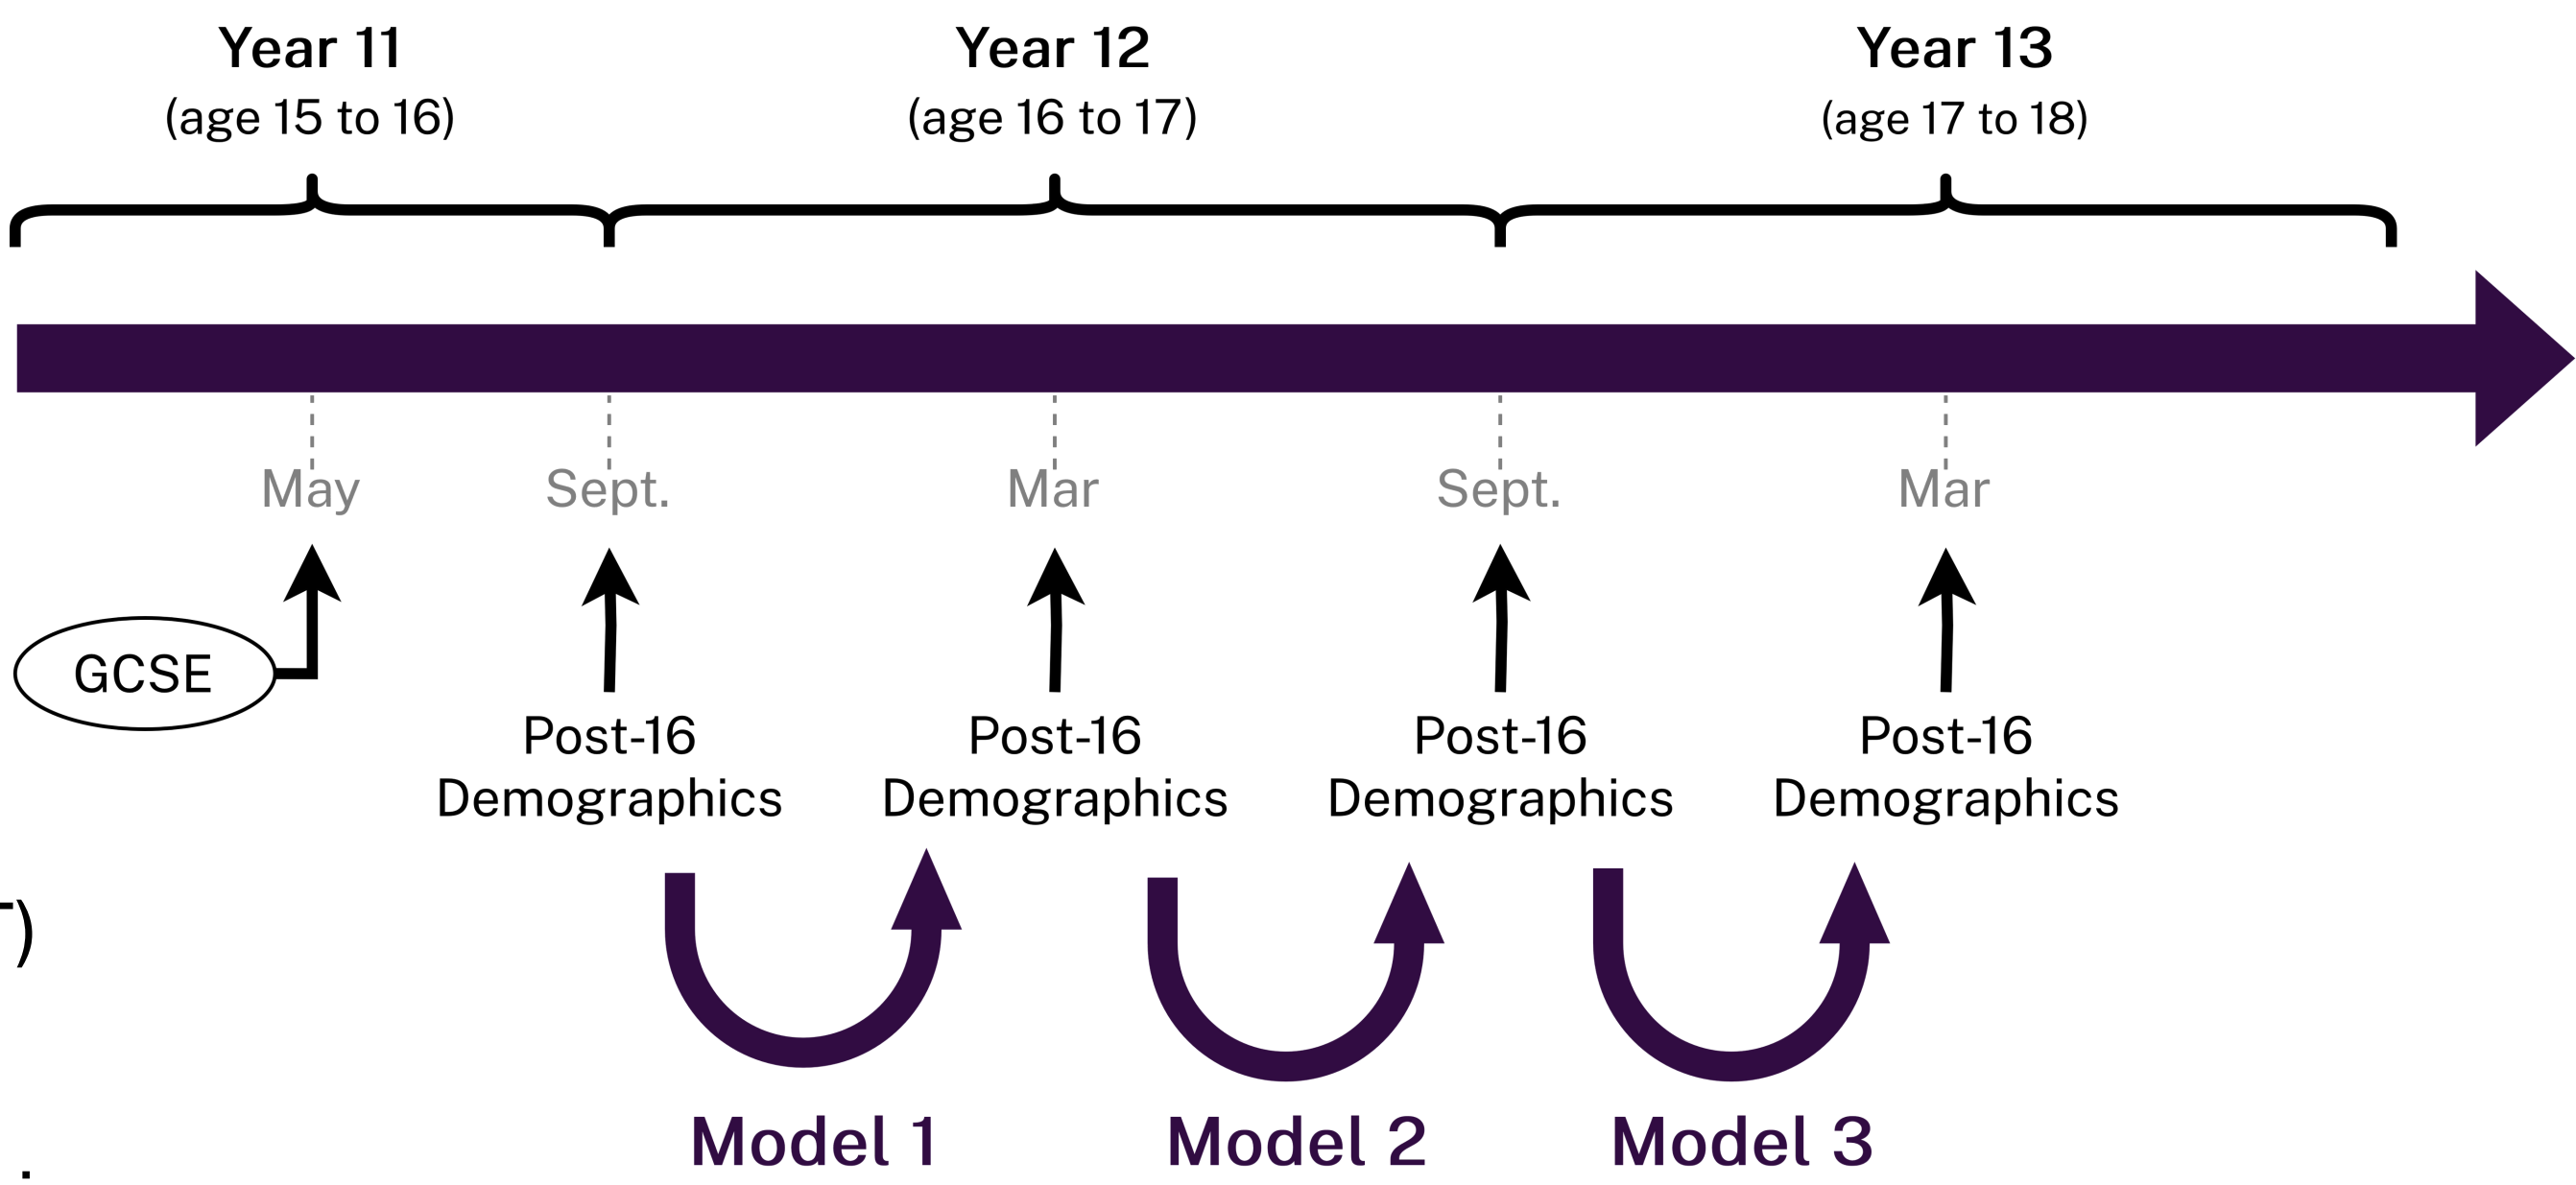 Year 11
(age 15 to 16)
Year 12
(age 16 to 17)
Year 13
(age 17 to 18)
May
Sept.
Mar
Sept.
Mar
GCSE
Post-16
Demographics
Post-16
Demographics
Post-16
Demographics
Post-16
Demographics
)
Model 1
Model 2
Model 3
.